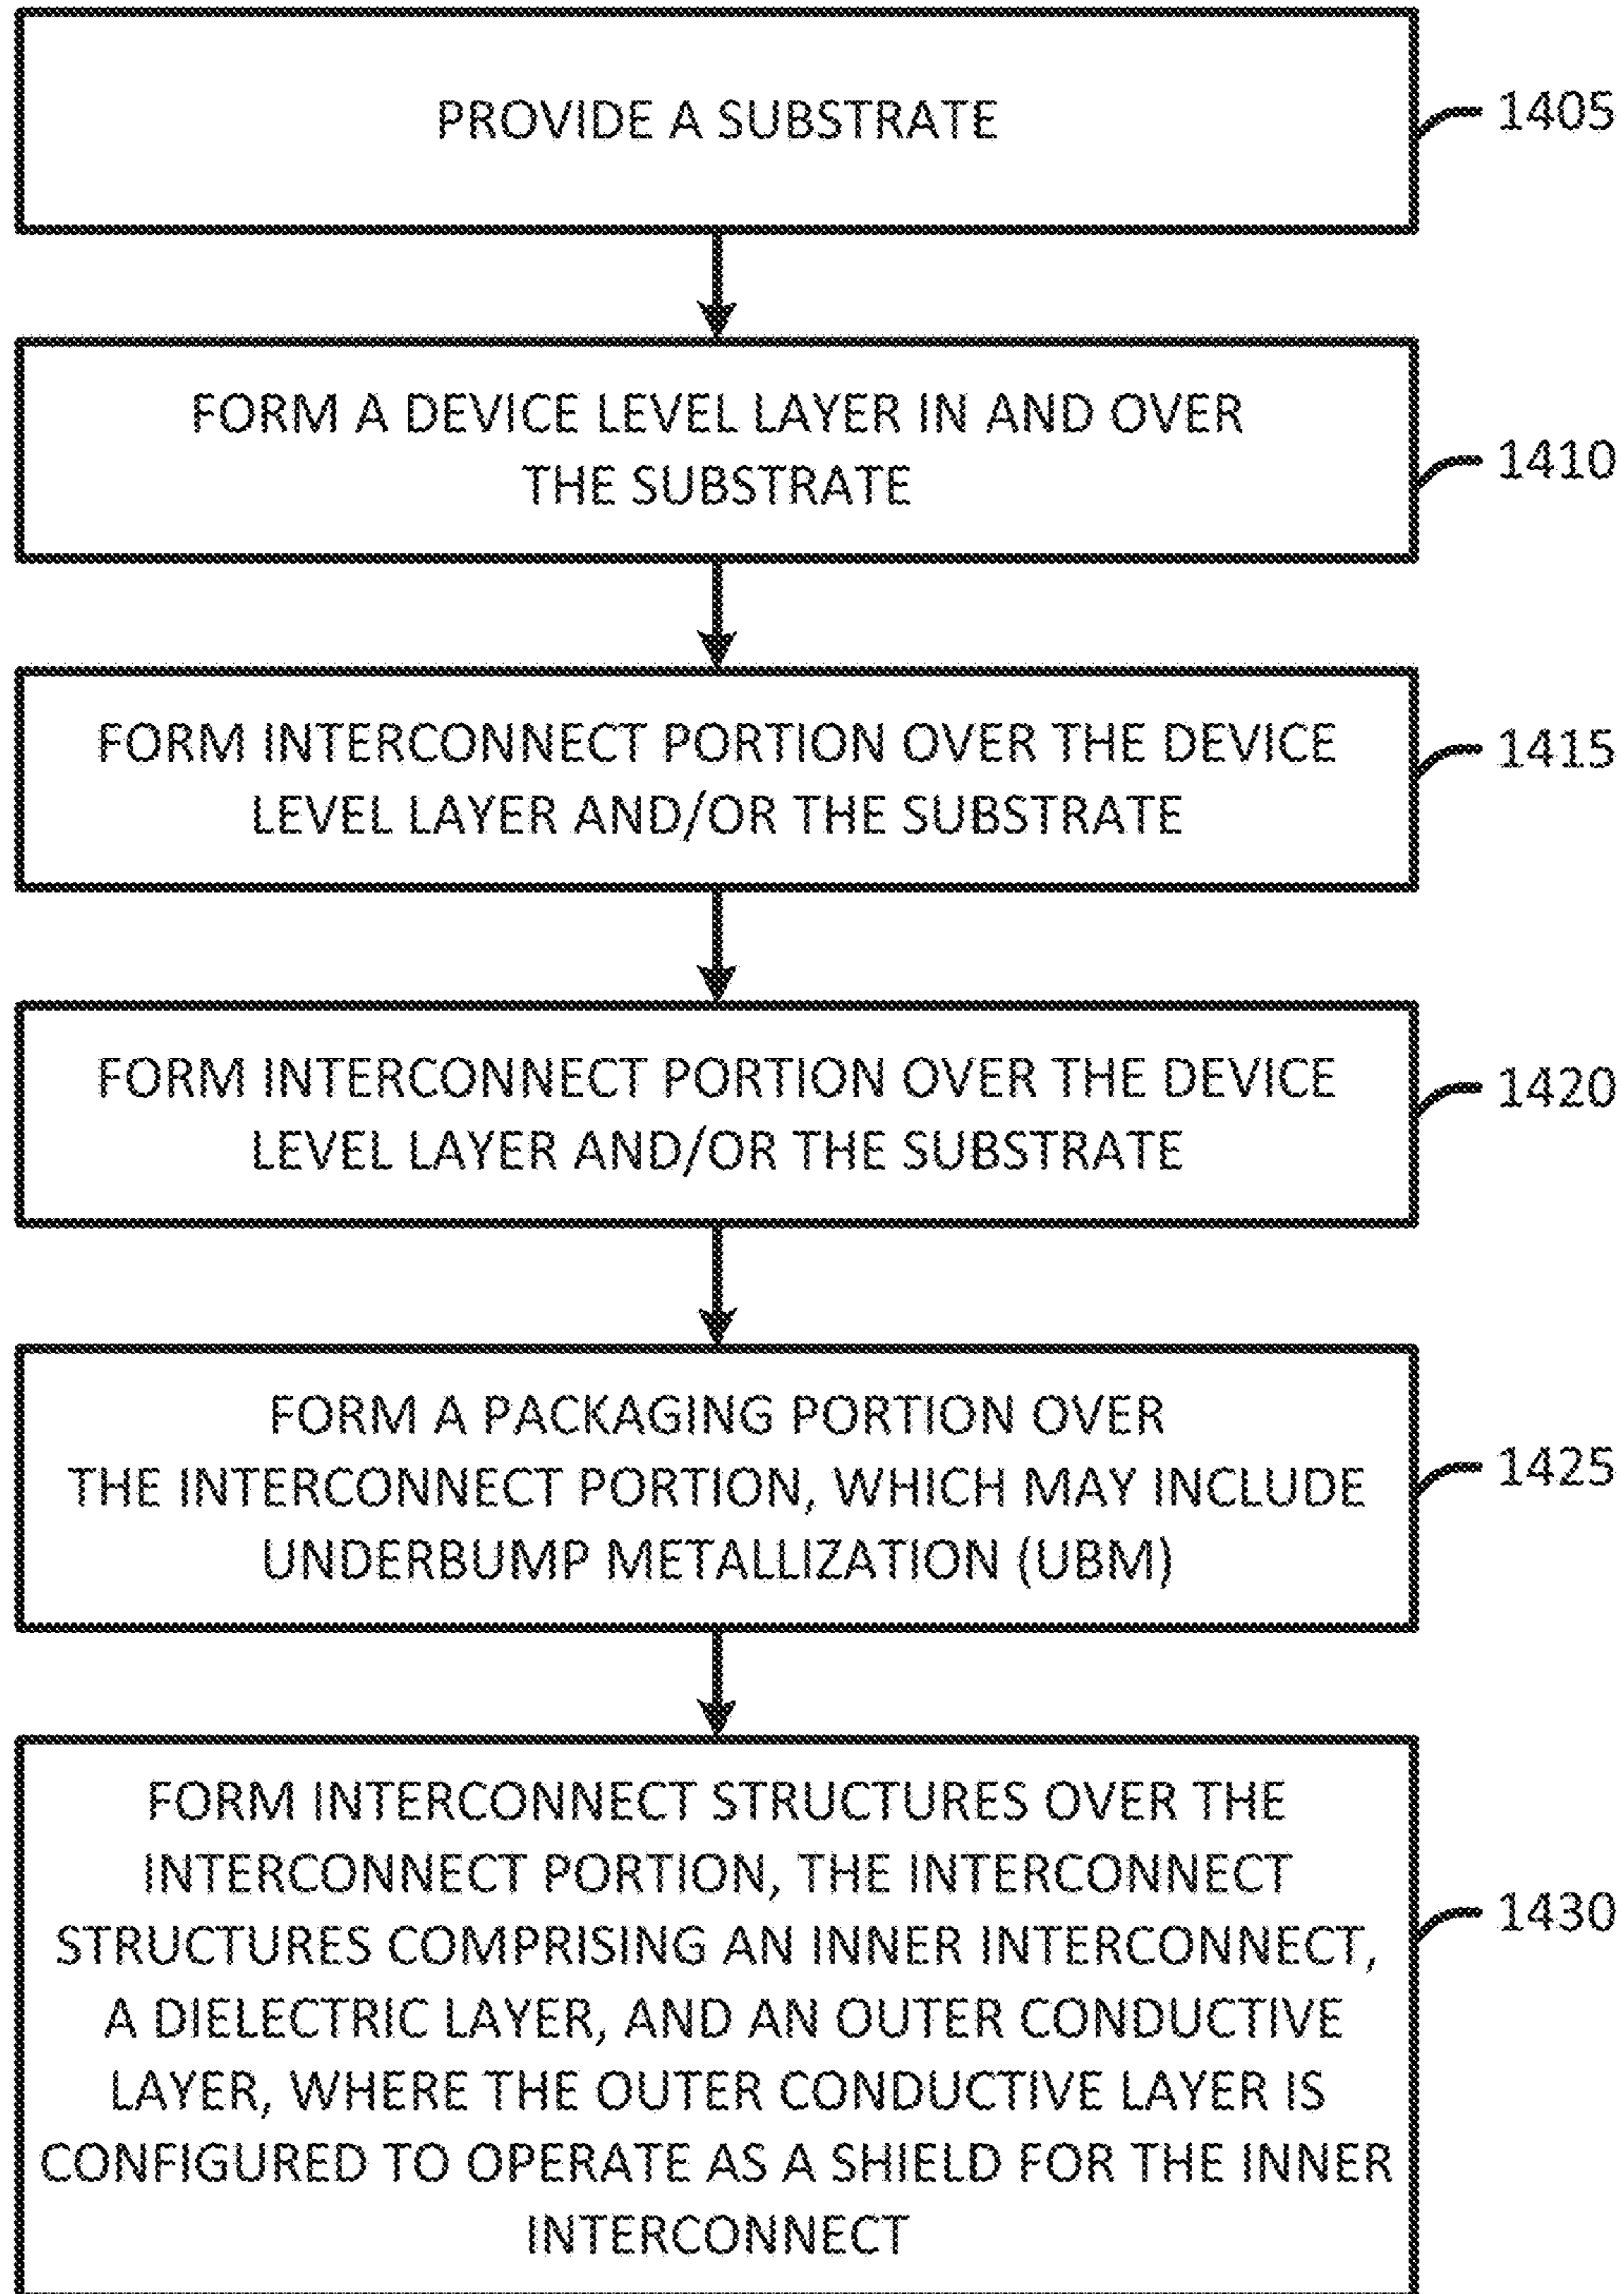 PROVIDE A SUBSTRATE
1405
FORM A DEVICE LEVEL LAYER IN AND OVER
THE SUBSTRATE
1410
FORM INTERCONNECT PORTION OVER THE DEVICE
LEVEL LAYER AND/OR THE SUBSTRATE
1415
FORM INTERCONNECT PORTION OVER THE DEVICE
LEVEL LAYER AND/OR THE SUBSTRATE
1420
FORM A PACKAGING PORTION OVER
THE INTERCONNECT PORTION, WHICH MAY INCLUDE
UNDERBUMP METALLIZATION (UBM)
1425
FORM INTERCONNECT STRUCTURES OVER THE
INTERCONNECT PORTION, THE INTERCONNECT
STRUCTURES COMPRISING AN INNER INTERCONNECT,
A DIELECTRIC LAYER, AND AN OUTER CONDUCTIVE
LAYER, WHERE THE OUTER CONDUCTIVE LAYER IS
CONFIGURED TO OPERATE AS A SHIELD FOR THE INNER
INTERCONNECT
1430